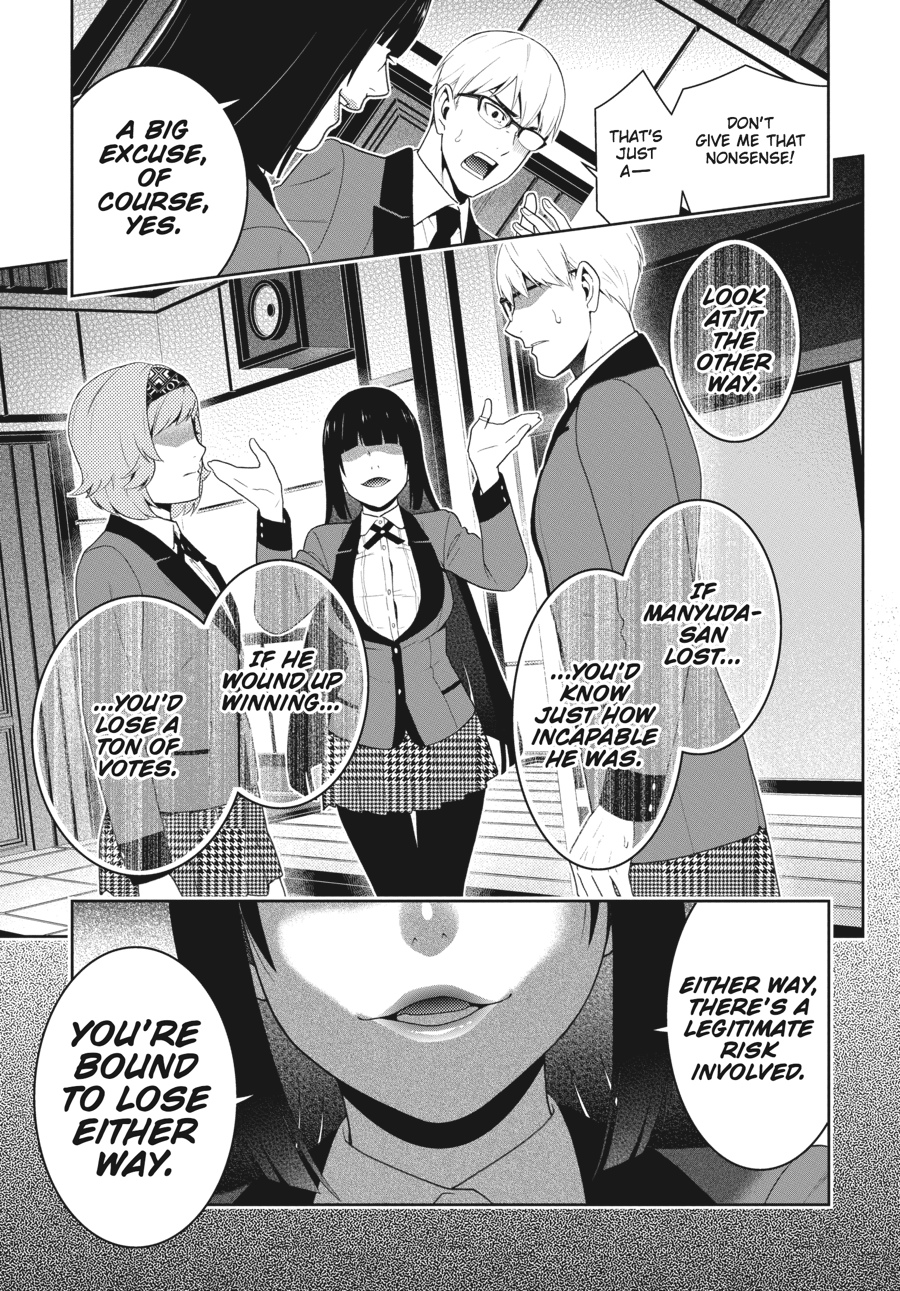 DON'T
GIVE ME THAT
NONSENSE!
THAT'S
JUST
A—
A BIG
EXCUSE,
OF
COURSE,
YES.
LOOK
AT IT
THE
OTHER
WAY.
IF
MANYUDA-
SAN
LOST...
...YOU'D
KNOW
JUST HOW
INCAPABLE
HE WAS.
IF HE
WOUND UP
WINNING...
...YOU'D
LOSE A
TON OF
VOTES.
EITHER WAY,
THERE'S A
LEGITIMATE
RISK
INVOLVED.
YOU'RE
BOUND
TO LOSE
EITHER
WAY.